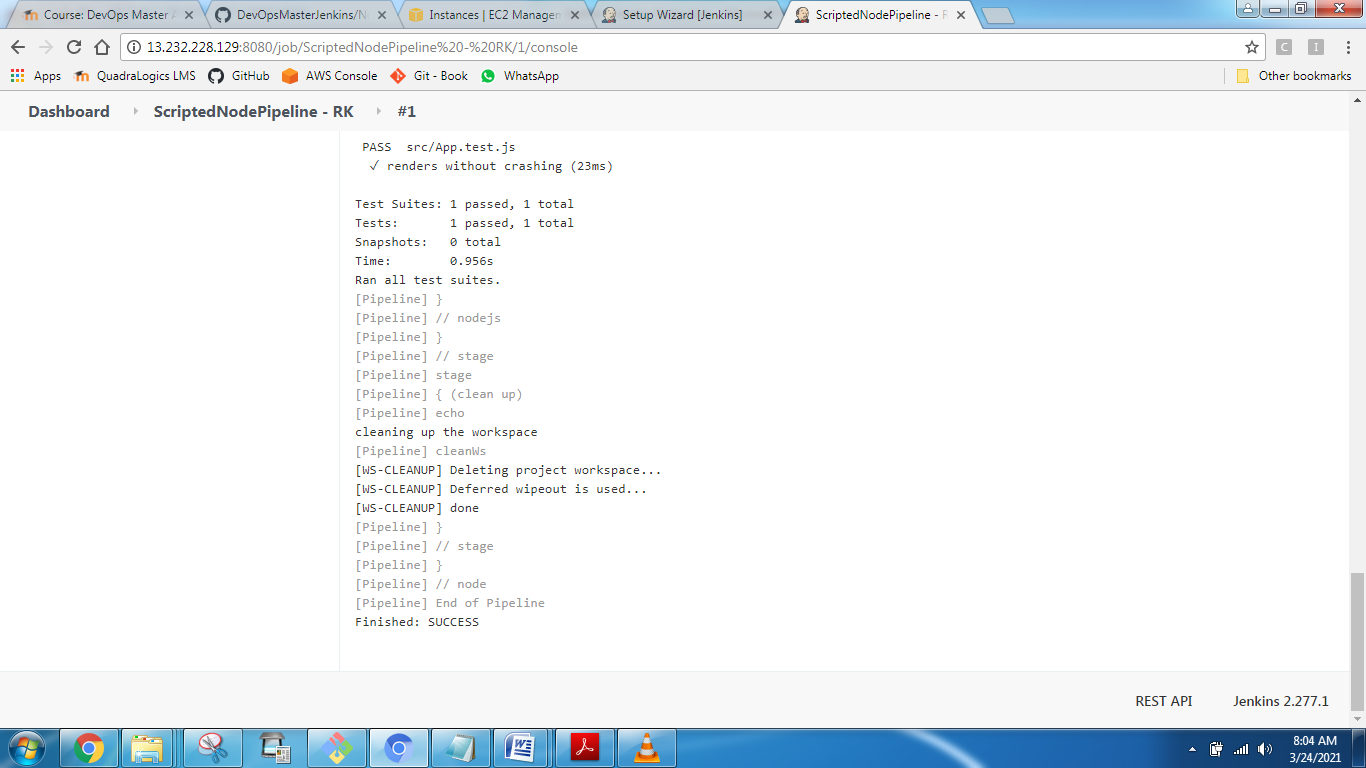 Course: DevOps Master A
DevOpsMasterJenkins/No
Instances | EC2 Managem
Setup Wizard [Jenkins]
ScriptedNodePipeline - R
13.232.228.129:8080/job/ScriptedNodePipeline%20-%20RK/1/console
Apps
QuadraLogics LMS
GitHub
AWS Console
Git - Book
WhatsApp
Other bookmarks
Dashboard
ScriptedNodePipeline - RK
#1
PASS src/App.test.js
✓ renders without crashing (23ms)
Test Suites: 1 passed, 1 total
Tests: 1 passed, 1 total
Snapshots: 0 total
Time: 0.956s
Ran all test suites.
[Pipeline] }
[Pipeline] // nodejs
[Pipeline] }
[Pipeline] // stage
[Pipeline] stage
[Pipeline] { (clean up)
[Pipeline] echo
cleaning up the workspace
[Pipeline] cleanWs
[WS-CLEANUP] Deleting project workspace...
[WS-CLEANUP] Deferred wipeout is used...
[WS-CLEANUP] done
[Pipeline] }
[Pipeline] // stage
[Pipeline] }
[Pipeline] // node
[Pipeline] End of Pipeline
Finished: SUCCESS
REST API
Jenkins 2.277.1
8:04 AM
3/24/2021